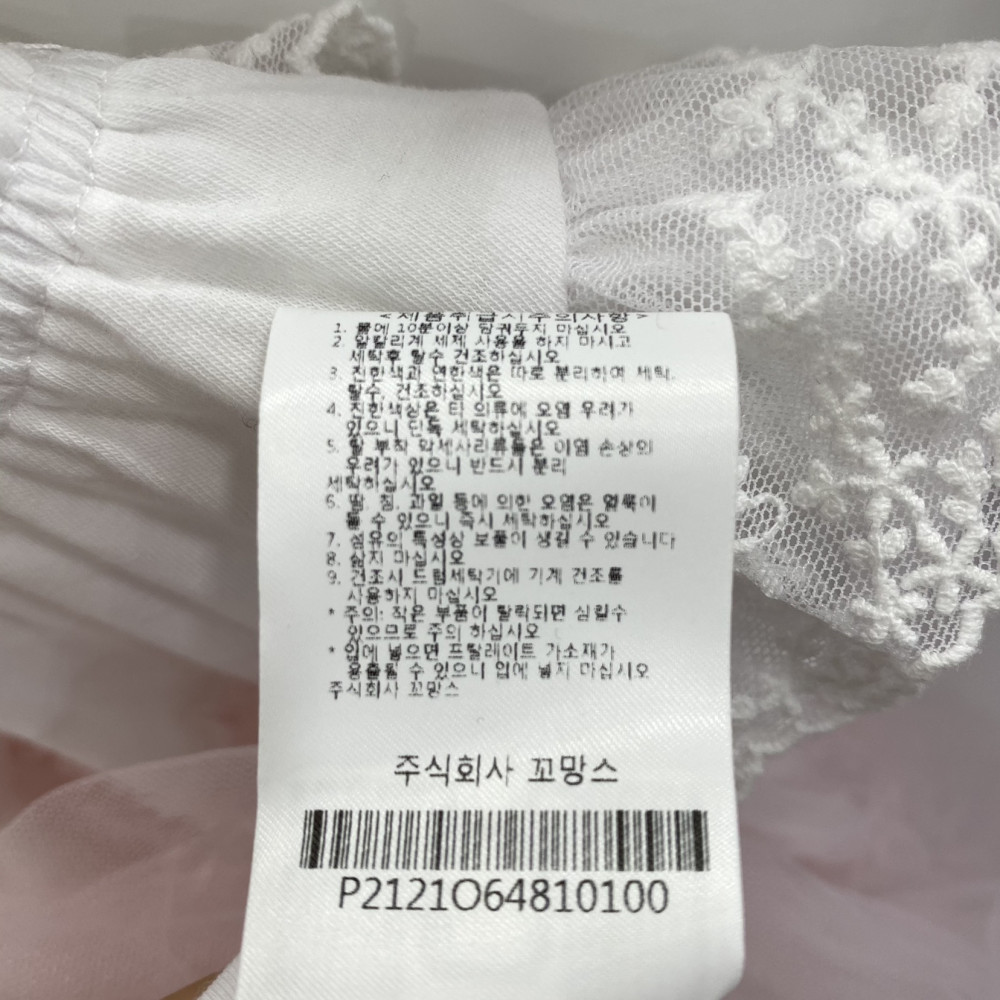 <제품취급시주의사항>
1. 물에 10분이상 담궈두지 마십시오
2. 알칼리계 세제 사용을 하지 마시고
세탁후 탈수 건조하십시오
3. 진한색과 연한색은 따로 분리하여 세탁,
탈수, 건조하십시오
4. 진한색상은 타 의류에 오염 우려가
있으니 단독 세탁하십시오
5. 탈 부착 악세사리류들은 이염 손상의
우려가 있으니 반드시 분리
세탁하십시오
6. 땀, 침, 과일 등에 의한 오염은 얼룩이
될 수 있으니 즉시 세탁하십시오
7. 섬유의 특성상 보풀이 생길 수 있습니다
8. 삶지 마십시오
9. 건조시 드럼세탁기에 기계 건조를
사용하지 마십시오
* 주의: 작은 부품이 탈락되면 삼킬수
있으므로 주의 하십시오
* 입에 넣으면 프탈레이트 가소재가
용출될 수 있으니 입에 넣지 마십시오
주식회사 꼬망스
주식회사 꼬망스
P2121O64810100